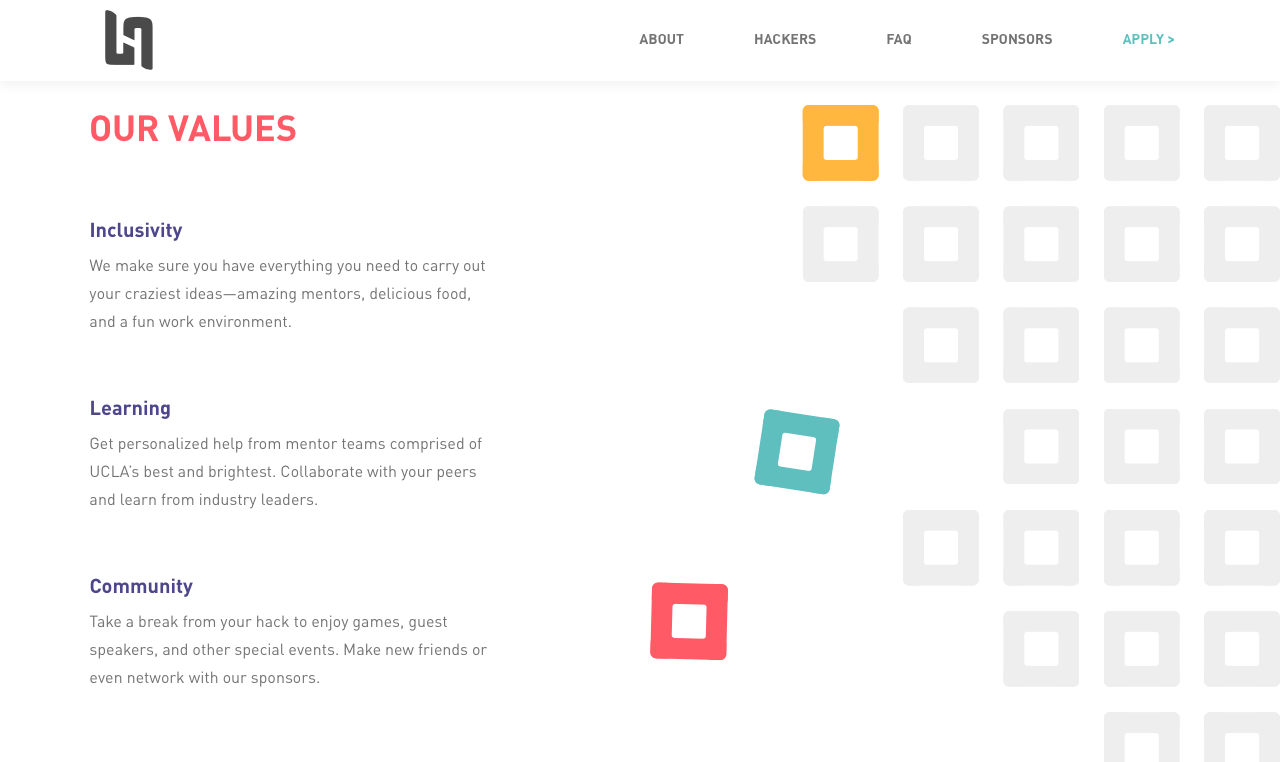 ABOUT HACKERS FAQ SPONSORS APPLY >
OUR VALUES
Inclusivity
We make sure you have everything you need to carry out
your craziest ideas—amazing mentors, delicious food,
and a fun work environment.
Learning
Get personalized help from mentor teams comprised of
UCLA's best and brightest. Collaborate with your peers
and learn from industry leaders.
Community
Take a break from your hack to enjoy games, guest
speakers, and other special events. Make new friends or
even network with our sponsors.